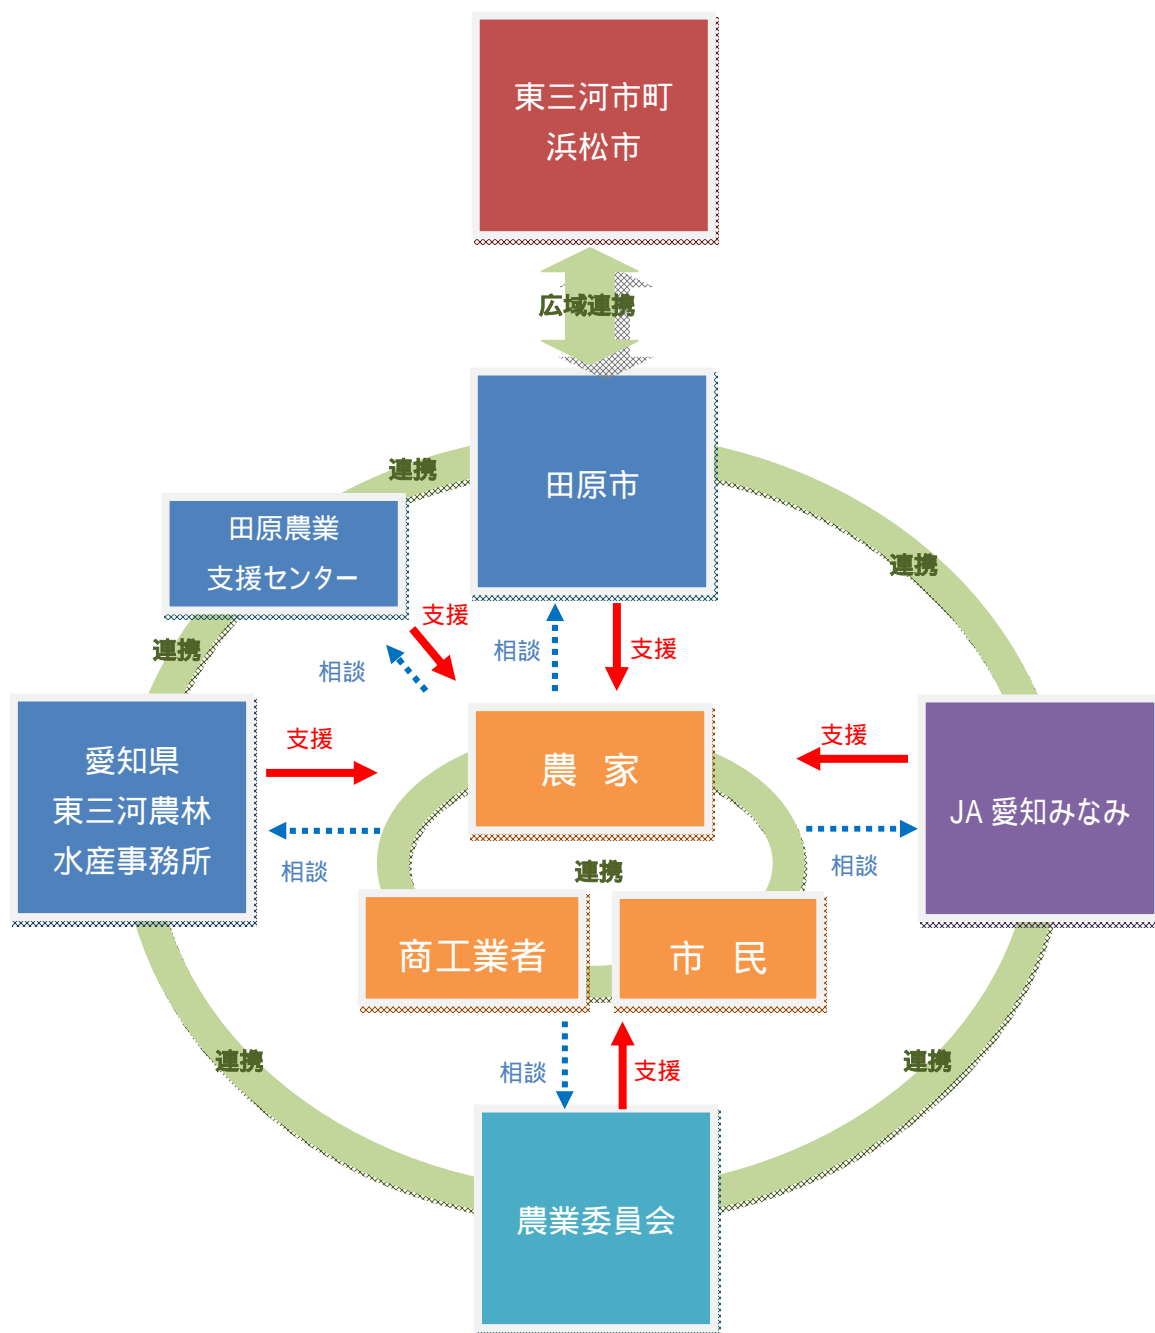 東三河市町
浜松市
広域連携
田原市
連携
田原農業
支援センター
連携
支援
相談
支援
連携
相談
愛知県
東三河農林
水産事務所
支援
農 家
支援
JA 愛知みなみ
相談
連携
相談
商工業者
市 民
連携
相談
支援
連携
農業委員会